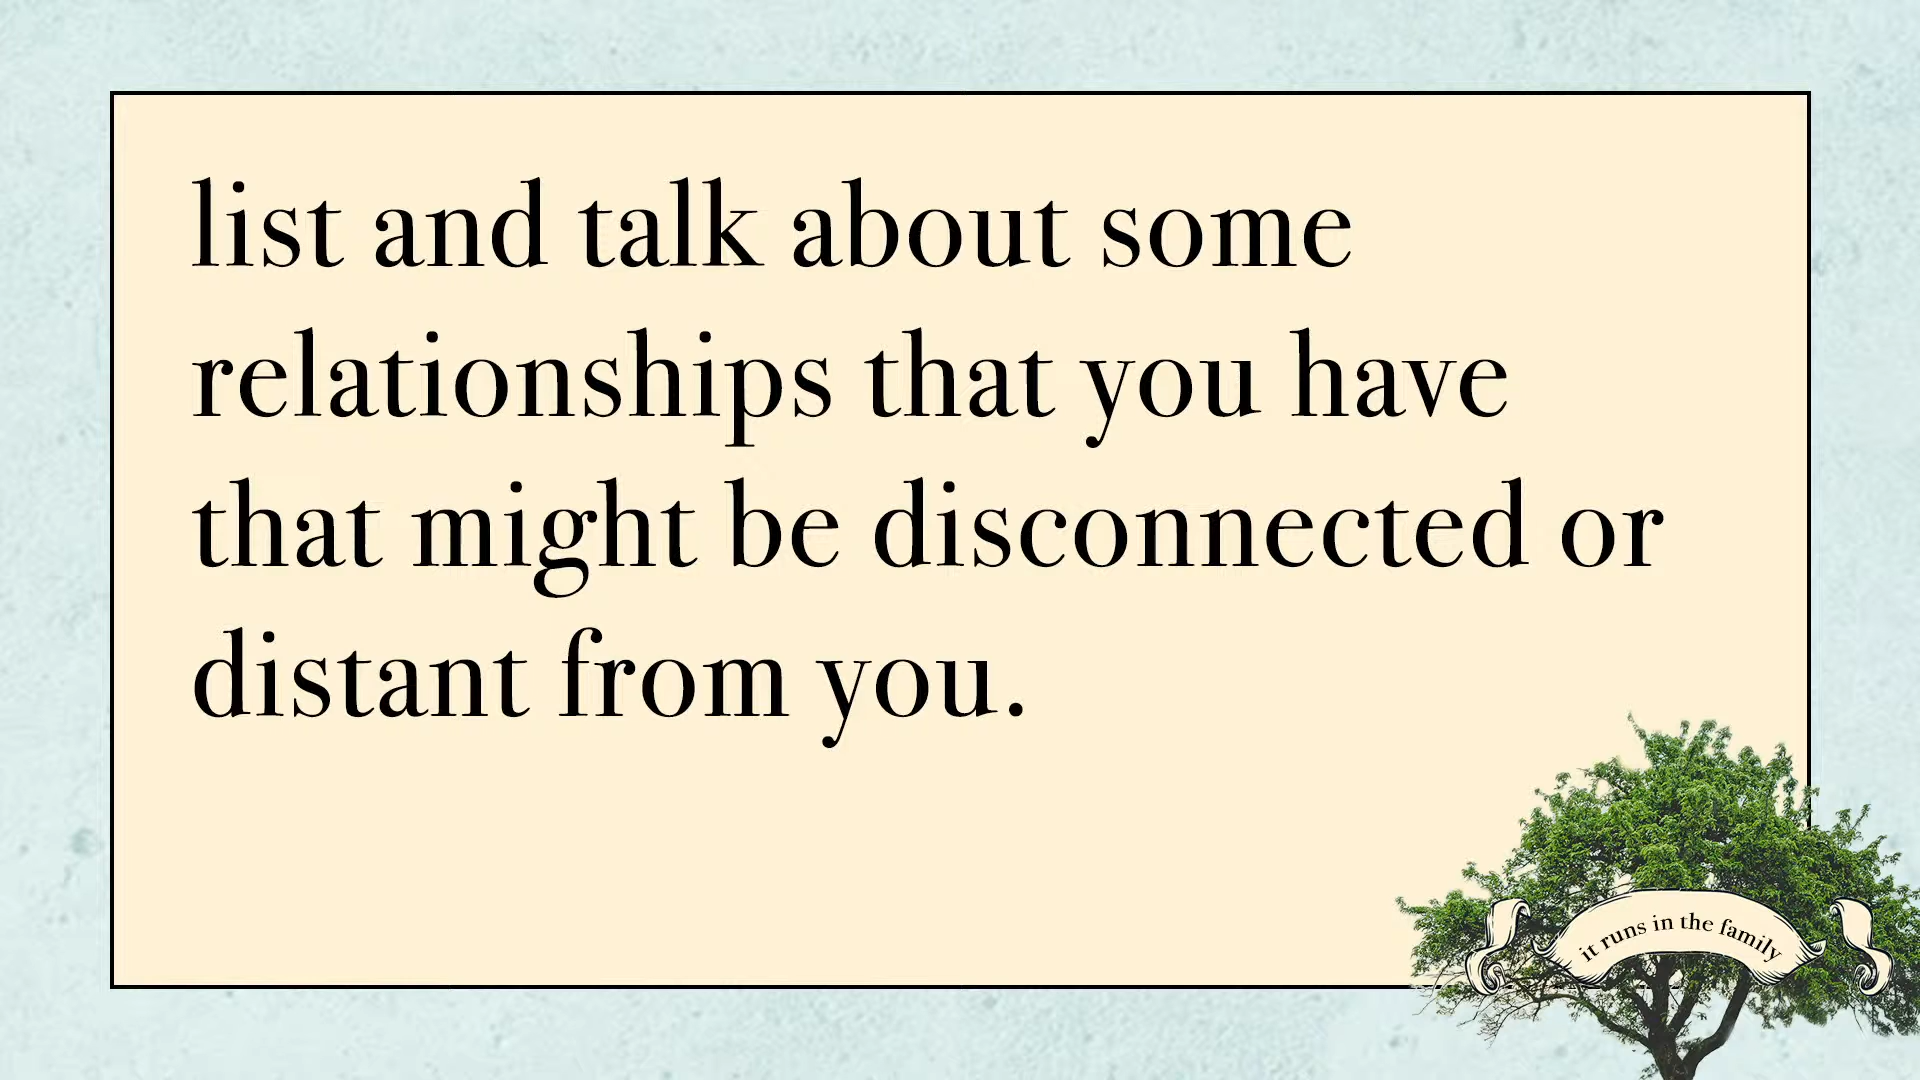 list and talk about some
relationships that you have
that might be disconnected or
distant from you.
it runs in the family